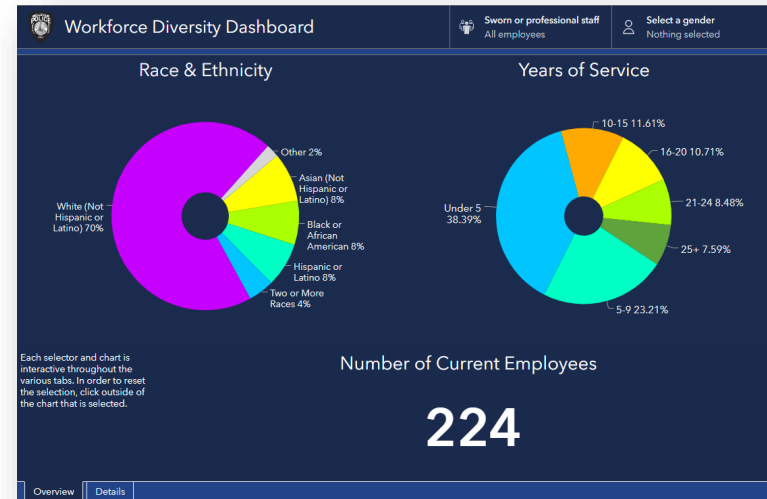 POLICE
Workforce Diversity Dashboard
Sworn or professional staff
All employees
Select a gender
Nothing selected
Race & Ethnicity
Other 2%
Asian (Not
Hispanic or
Latino) 8%
Black or
African
American 8%
Hispanic or
Latino 8%
Two or More
Races 4%
White (Not
Hispanic or
Latino) 70%
Years of Service
10-15 11.61%
16-20 10.71%
21-24 8.48%
25+ 7.59%
5-9 23.21%
Under 5
38.39%
Each selector and chart is
interactive throughout the
various tabs. In order to reset
the selection, click outside of
the chart that is selected.
Number of Current Employees
224
Overview
Details